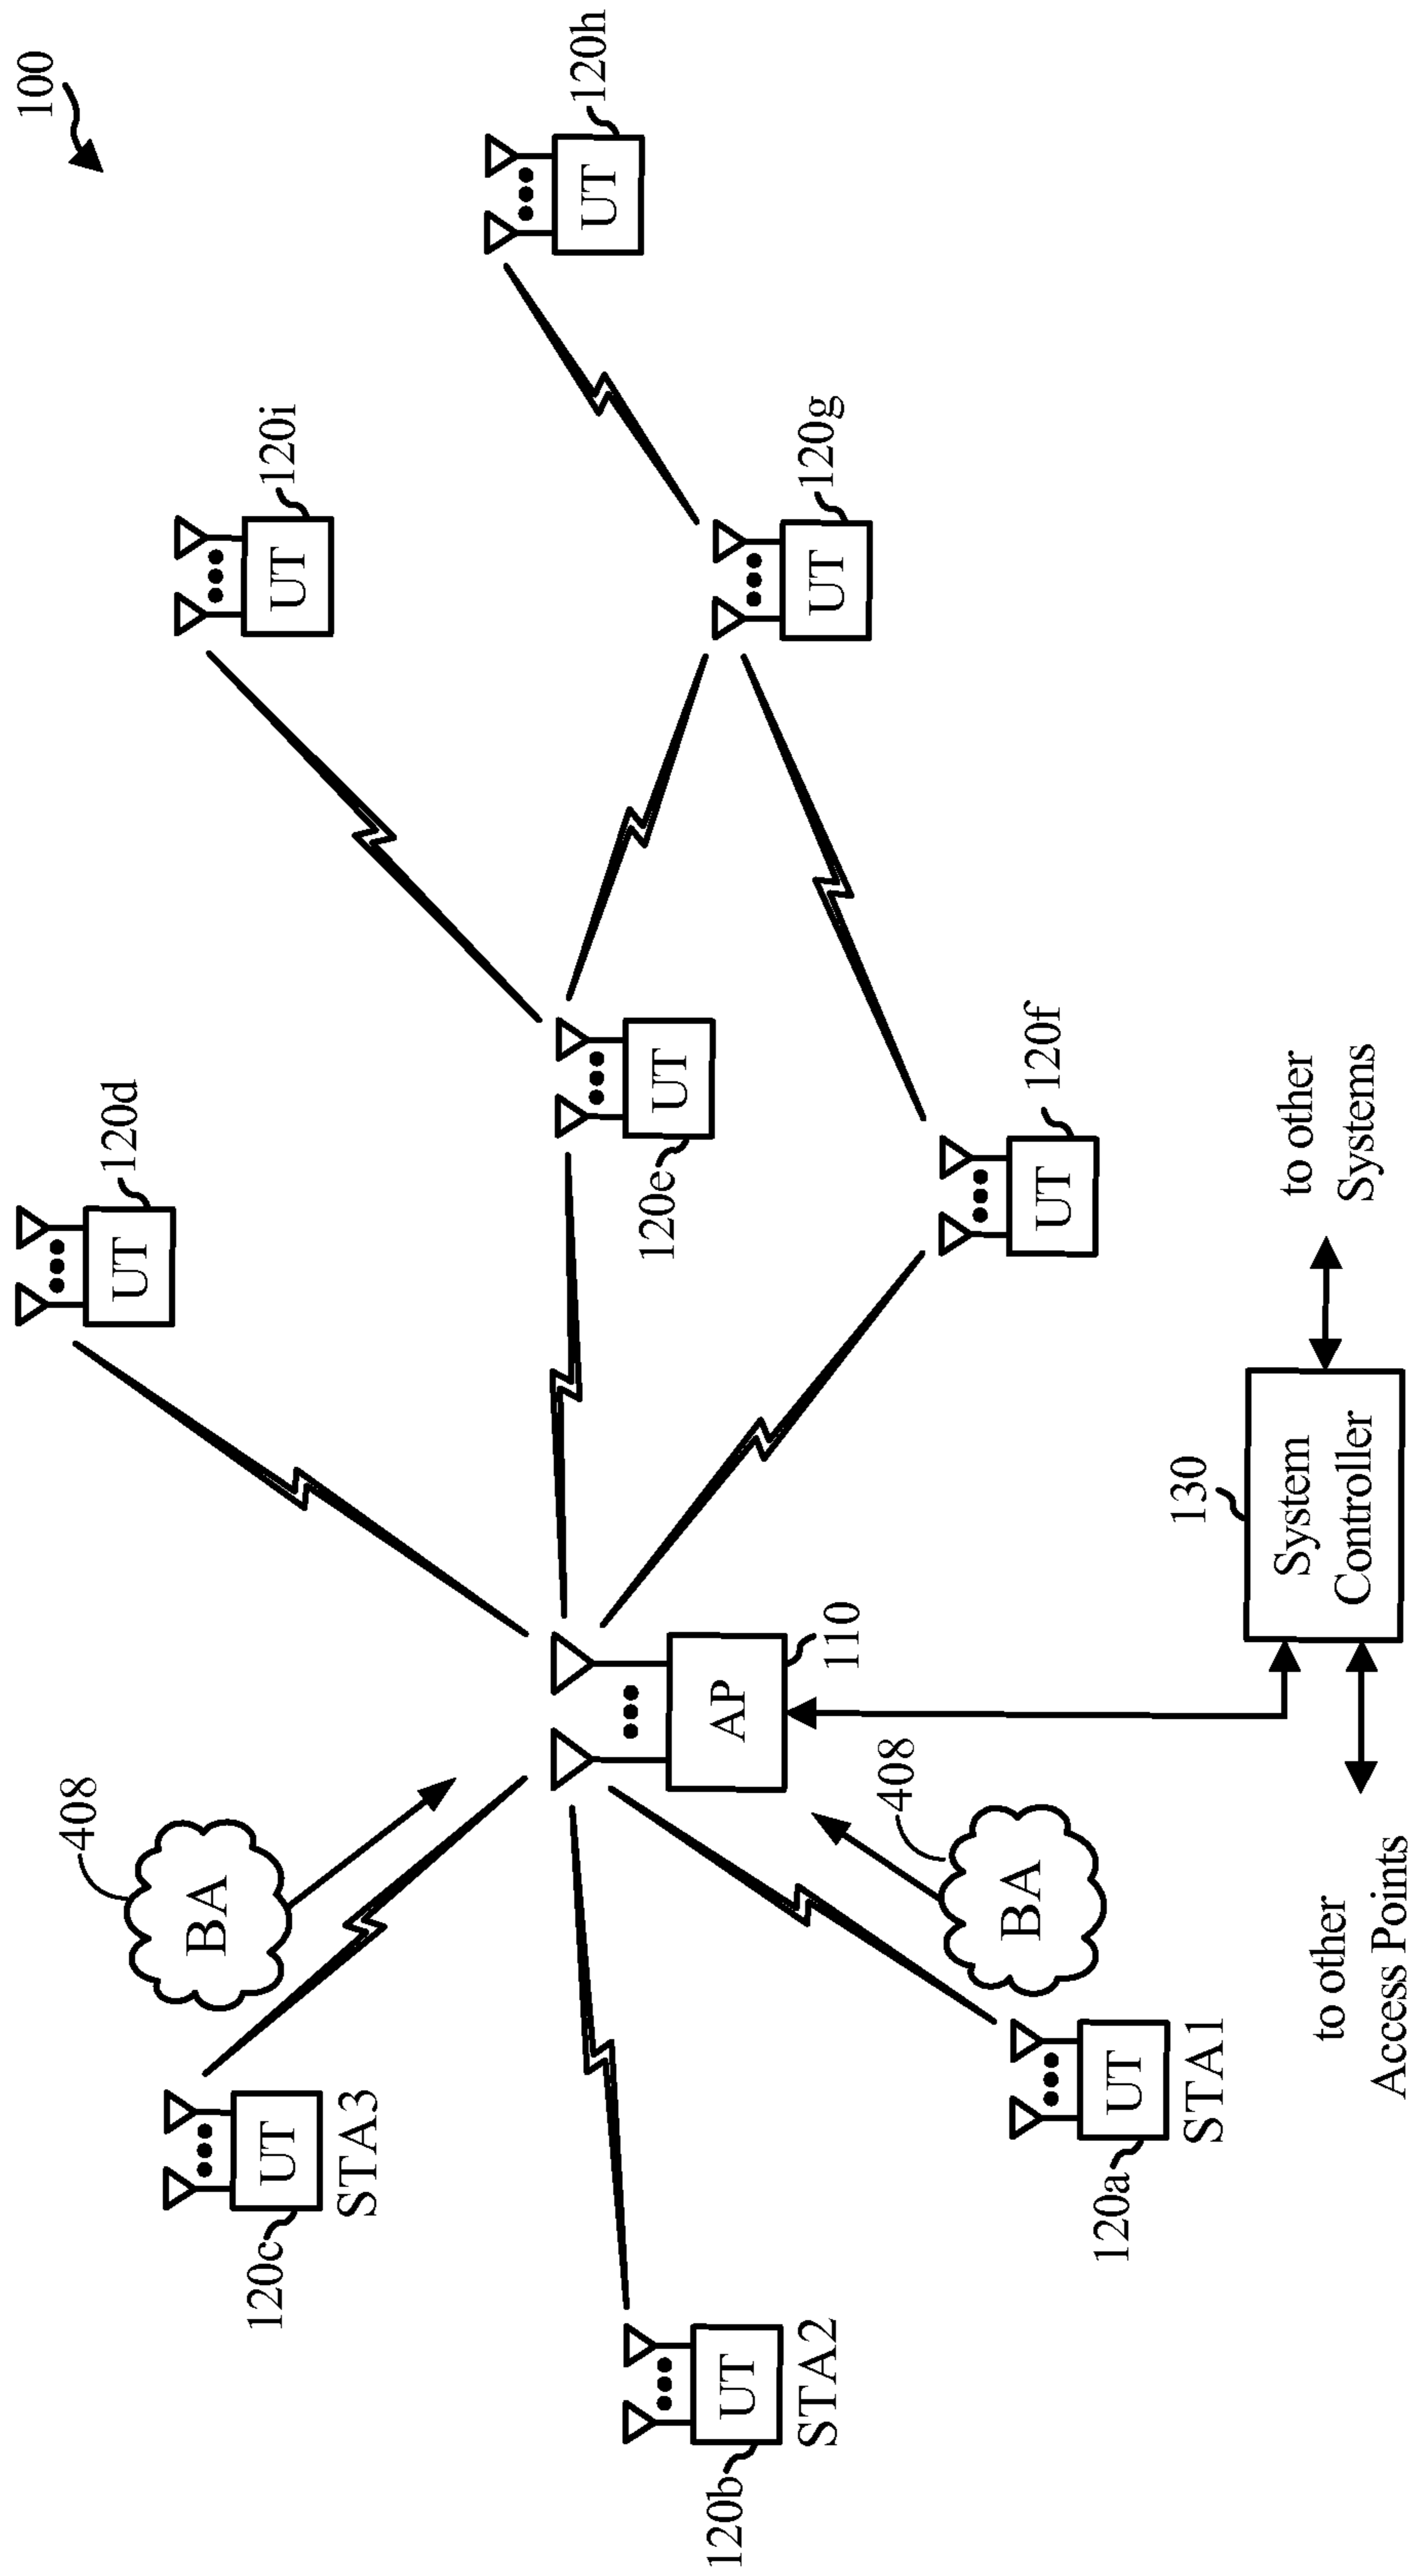 100
120d
UT
120i
UT
120h
UT
408
BA
STA3
UT
120c
AP
110
120e
UT
120g
UT
120b
UT
STA2
120f
UT
408
BA
120a
UT
STA1
130
System
Controller
to other
Systems
to other
Access Points